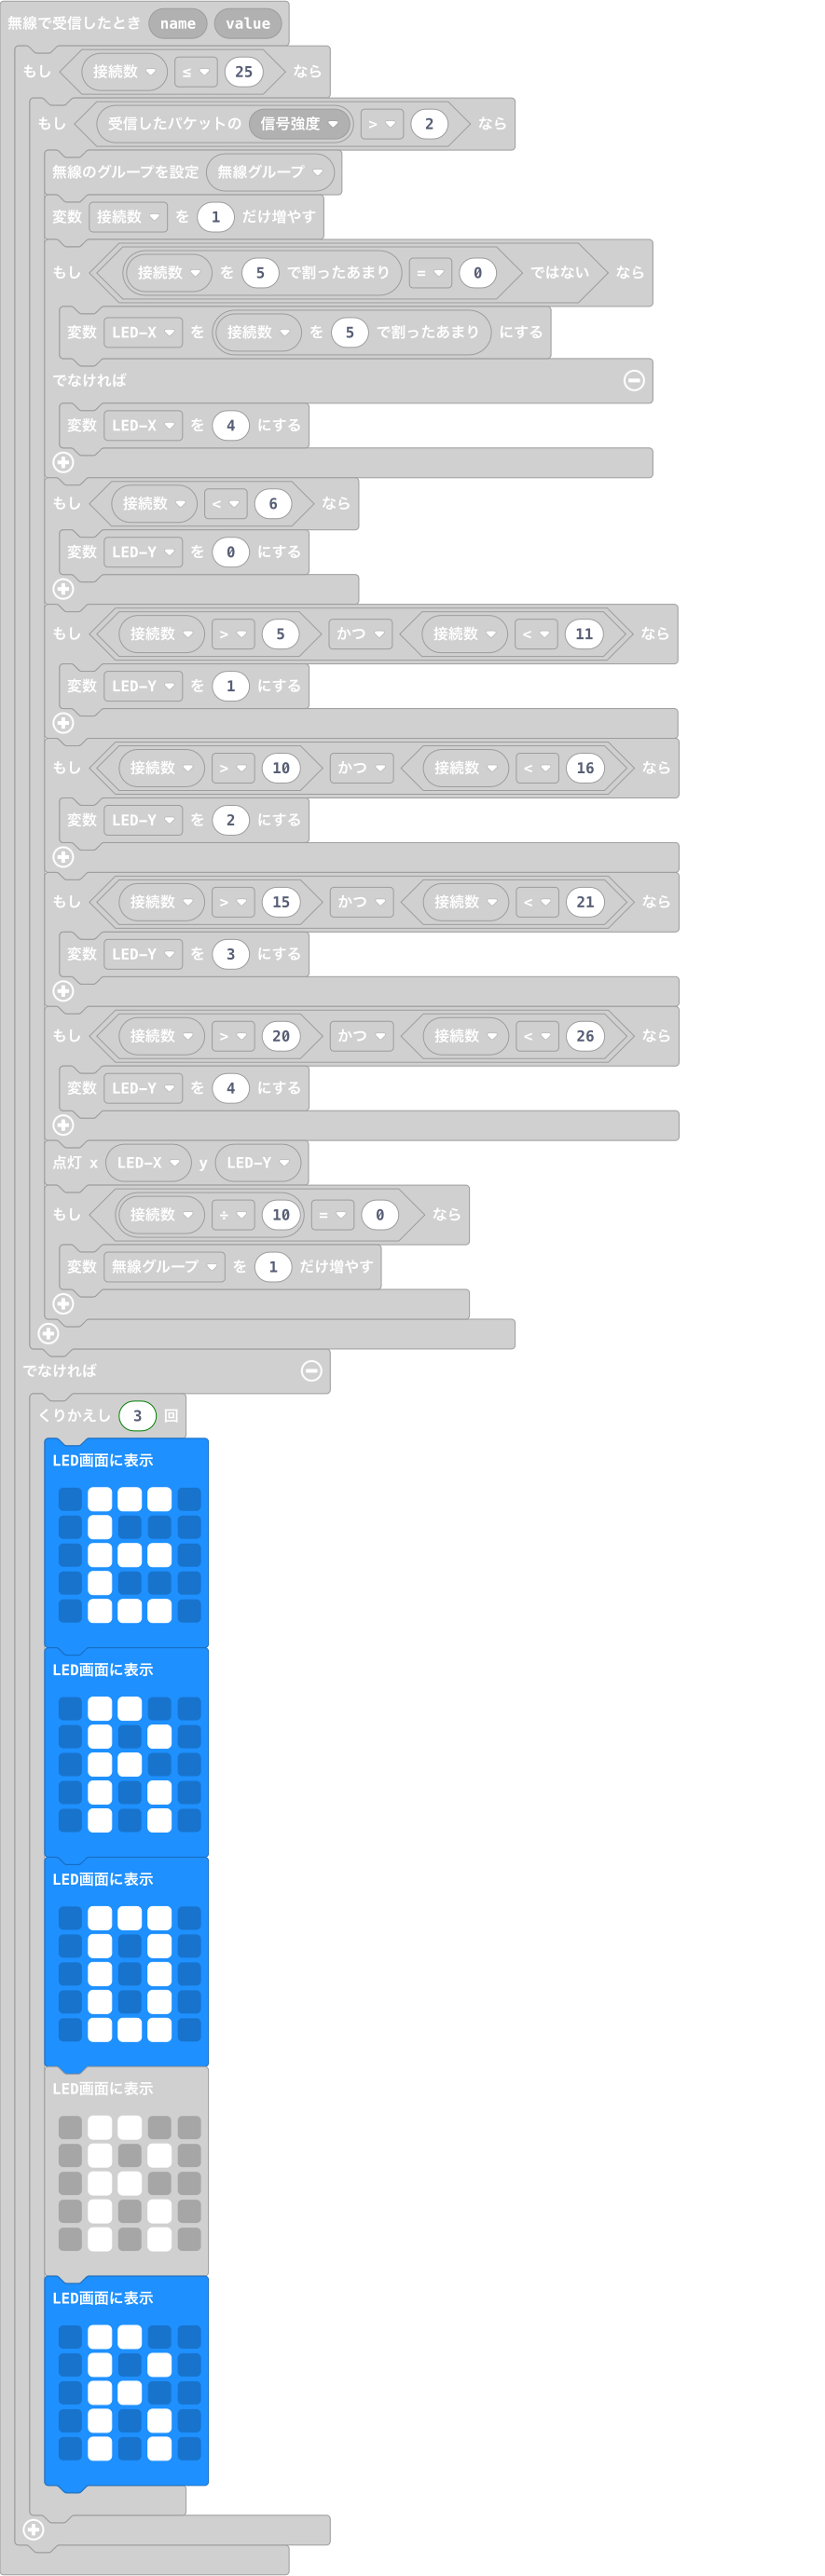 無線で受信したとき name value
もし 接続数 ≤ 25 なら
もし 受信したパケットの 信号強度 > 2 なら
無線のグループを設定 無線グループ
変数 接続数 を 1 だけ増やす
もし 接続数 を 5 で割ったあまり = 0 ではない なら
変数 LED-X を 接続数 を 5 で割ったあまり にする
でなければ
変数 LED-X を 4 にする
もし 接続数 < 6 なら
変数 LED-Y を 0 にする
もし 接続数 > 5 かつ 接続数 < 11 なら
変数 LED-Y を 1 にする
もし 接続数 > 10 かつ 接続数 < 16 なら
変数 LED-Y を 2 にする
もし 接続数 > 15 かつ 接続数 < 21 なら
変数 LED-Y を 3 にする
もし 接続数 > 20 かつ 接続数 < 26 なら
変数 LED-Y を 4 にする
点灯 x LED-X y LED-Y
もし 接続数 ÷ 10 = 0 なら
変数 無線グループ を 1 だけ増やす
でなければ
くりかえし 3 回
LED画面に表示
LED画面に表示
LED画面に表示
LED画面に表示
LED画面に表示